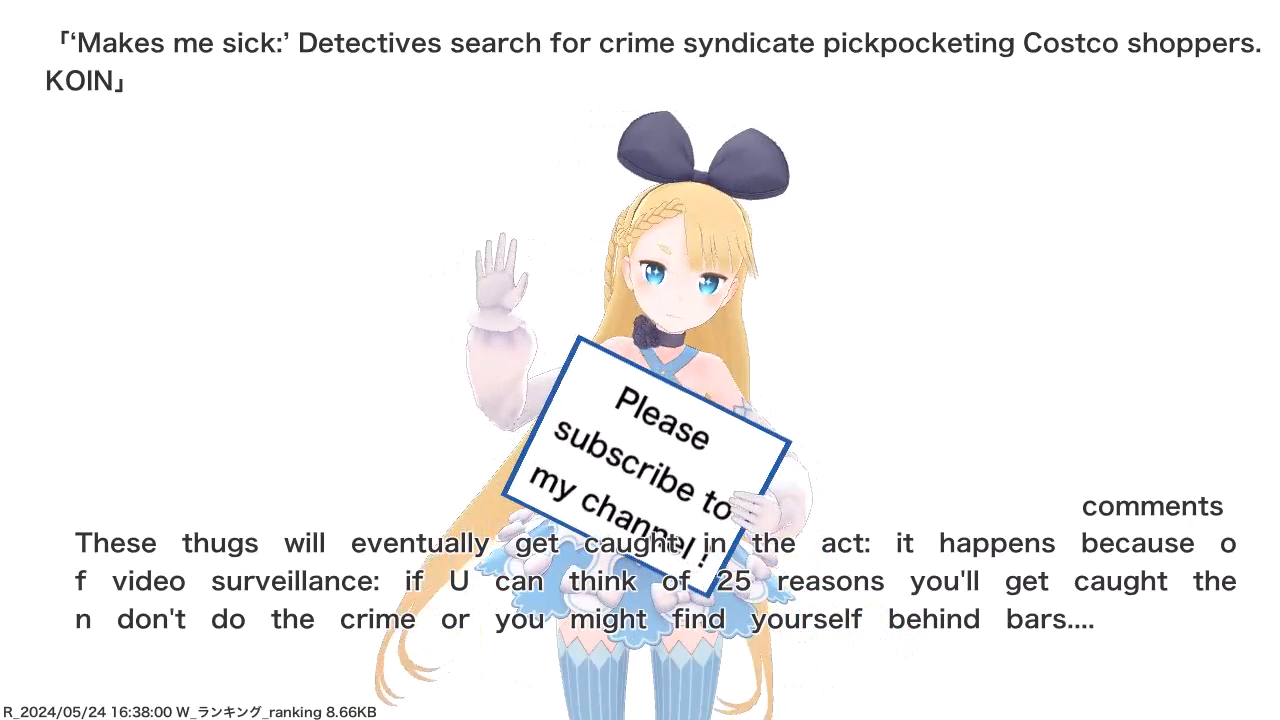 「‘Makes me sick:’ Detectives search for crime syndicate pickpocketing Costco shoppers.
KOIN」
Please
subscribe to
my channel !
comments
These thugs will eventually get caught in the act: it happens because o
f video surveillance: if U can think of 25 reasons you'll get caught the
n don't do the crime or you might find yourself behind bars....
R_2024/05/24 16:38:00 W_ランキング_ranking 8.66KB